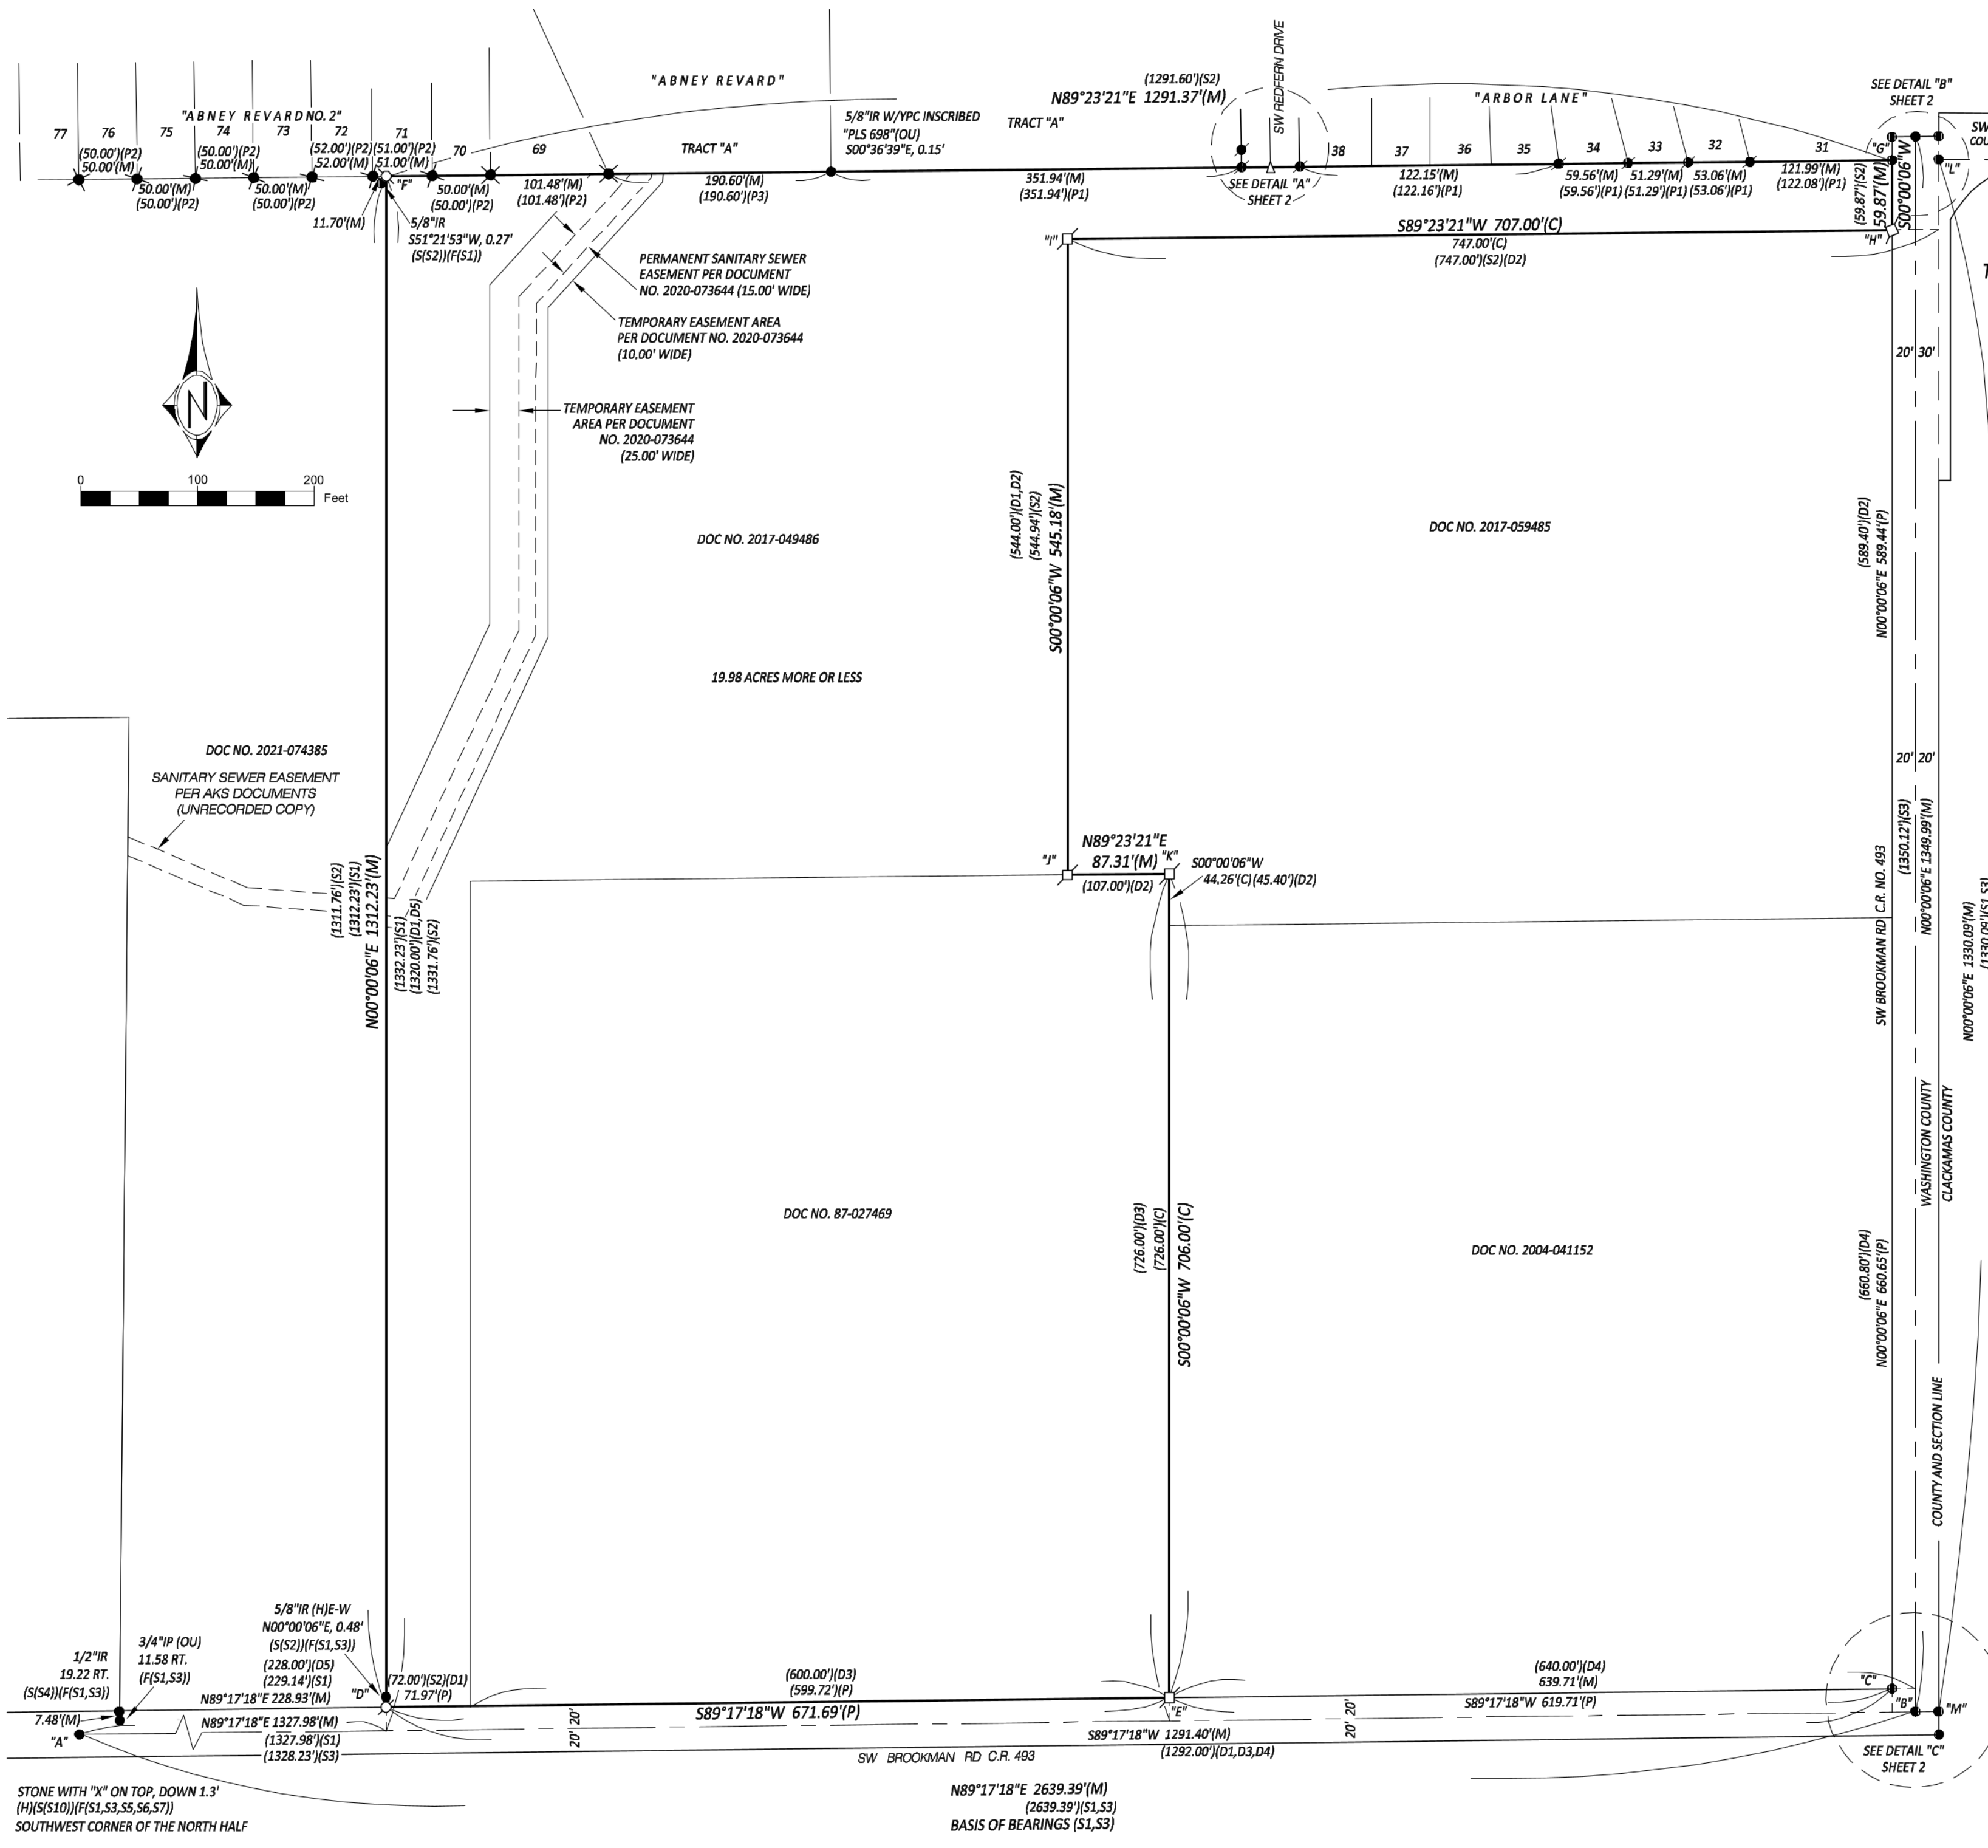 "ABNEY REVARD"
"ABNEY REVARD NO. 2"
77
76
75
74
73
72
71
70
69
(50.00')(P2)
50.00'(M)
50.00'(M)
(50.00')(P2)
(50.00')(P2)
50.00'(M)
50.00'(M)
(50.00')(P2)
(52.00')(P2)
52.00'(M)
(51.00')(P2)
51.00'(M)
"F"
50.00'(M)
(50.00')(P2)
101.48'(M)
(101.48')(P2)
TRACT "A"
190.60'(M)
(190.60')(P3)
5/8"IR W/YPC INSCRIBED
"PLS 698"(OU)
S00°36'39"E, 0.15'
TRACT "A"
(1291.60')(S2)
N89°23'21"E 1291.37'(M)
351.94'(M)
(351.94')(P1)
SW REDFERN DRIVE
SEE DETAIL "A"
SHEET 2
"ARBOR LANE"
38
37
36
35
34
33
32
31
122.15'(M)
(122.16')(P1)
59.56'(M)
(59.56')(P1)
51.29'(M)
(51.29')(P1)
53.06'(M)
(53.06')(P1)
121.99'(M)
(122.08')(P1)
SEE DETAIL "B"
SHEET 2
"G"
"L"
(59.87')(S2)
59.87'(M)
S00°00'06"W
"H"
11.70'(M)
5/8"IR
S51°21'53"W, 0.27'
(S(S2))(F(S1))
PERMANENT SANITARY SEWER
EASEMENT PER DOCUMENT
NO. 2020-073644 (15.00' WIDE)
TEMPORARY EASEMENT AREA
PER DOCUMENT NO. 2020-073644
(10.00' WIDE)
TEMPORARY EASEMENT
AREA PER DOCUMENT
NO. 2020-073644
(25.00' WIDE)
"I"
S89°23'21"W 707.00'(C)
747.00'(C)
(747.00')(S2)(D2)
N
0
100
200
Feet
20'
30'
DOC NO. 2017-049486
(544.00')(D1,D2)
(544.94')(S2)
S00°00'06"W 545.18'(M)
DOC NO. 2017-059485
(589.40')(D2)
N00°00'06"E 589.44'(P)
19.98 ACRES MORE OR LESS
DOC NO. 2021-074385
SANITARY SEWER EASEMENT
PER AKS DOCUMENTS
(UNRECORDED COPY)
(1311.76')(S2)
(1312.23')(S1)
N00°00'06"E 1312.23'(M)
(1332.23')(S1)
(1320.00')(D1,D5)
(1331.76')(S2)
N89°23'21"E
87.31'(M)
"J"
"K"
(107.00')(D2)
S00°00'06"W
44.26'(C)(45.40')(D2)
20'
20'
SW BROOKMAN RD C.R. NO. 493
(1350.12')(S3)
N00°00'06"E 1349.99'(M)
N00°00'06"E 1330.09'(M)
WASHINGTON COUNTY
CLACKAMAS COUNTY
DOC NO. 87-027469
(726.00')(D3)
(726.00')(C)
S00°00'06"W 706.00'(C)
DOC NO. 2004-041152
(660.80')(D4)
N00°00'06"E 660.65'(P)
COUNTY AND SECTION LINE
1/2"IR
19.22 RT.
(S(S4))(F(S1,S3))
3/4"IP (OU)
11.58 RT.
(F(S1,S3))
5/8"IR (H)E-W
N00°00'06"E, 0.48'
(S(S2))(F(S1,S3))
(228.00')(D5)
(229.14')(S1)
N89°17'18"E 228.93'(M)
"D"
(72.00')(S2)(D1)
71.97'(P)
(600.00')(D3)
(599.72')(P)
S89°17'18"W 671.69'(P)
"E"
(640.00')(D4)
639.71'(M)
S89°17'18"W 619.71'(P)
"C"
"B"
"M"
7.48'(M)
"A"
N89°17'18"E 1327.98'(M)
(1327.98')(S1)
(1328.23')(S3)
20'
20'
20'
20'
S89°17'18"W 1291.40'(M)
(1292.00')(D1,D3,D4)
SW BROOKMAN RD C.R. 493
SEE DETAIL "C"
SHEET 2
STONE WITH "X" ON TOP, DOWN 1.3'
(H)(S(S10))(F(S1,S3,S5,S6,S7))
SOUTHWEST CORNER OF THE NORTH HALF
N89°17'18"E 2639.39'(M)
(2639.39')(S1,S3)
BASIS OF BEARINGS (S1,S3)